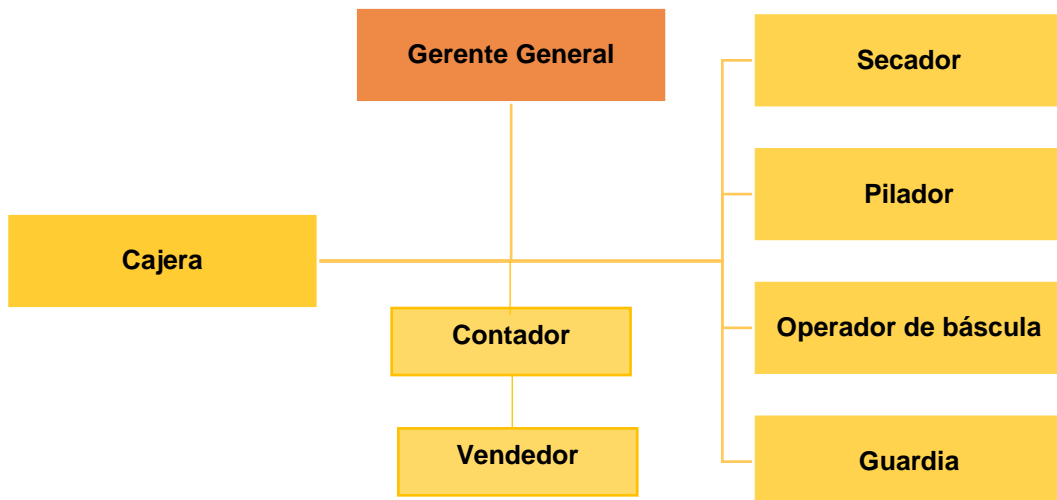 Gerente General
Secador
Pilador
Cajera
Operador de báscula
Contador
Vendedor
Guardia